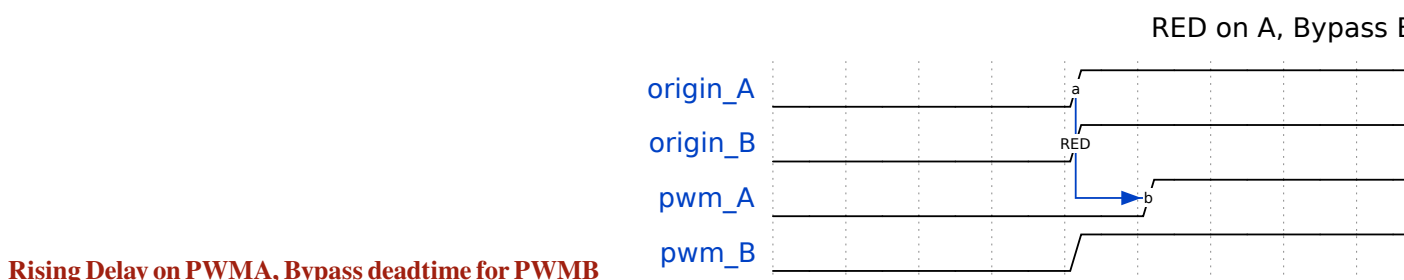 RED on A, Bypass
origin_A
a
origin_B
RED
pwm_A
b
pwm_B
Rising Delay on PWMA, Bypass deadtime for PWMB